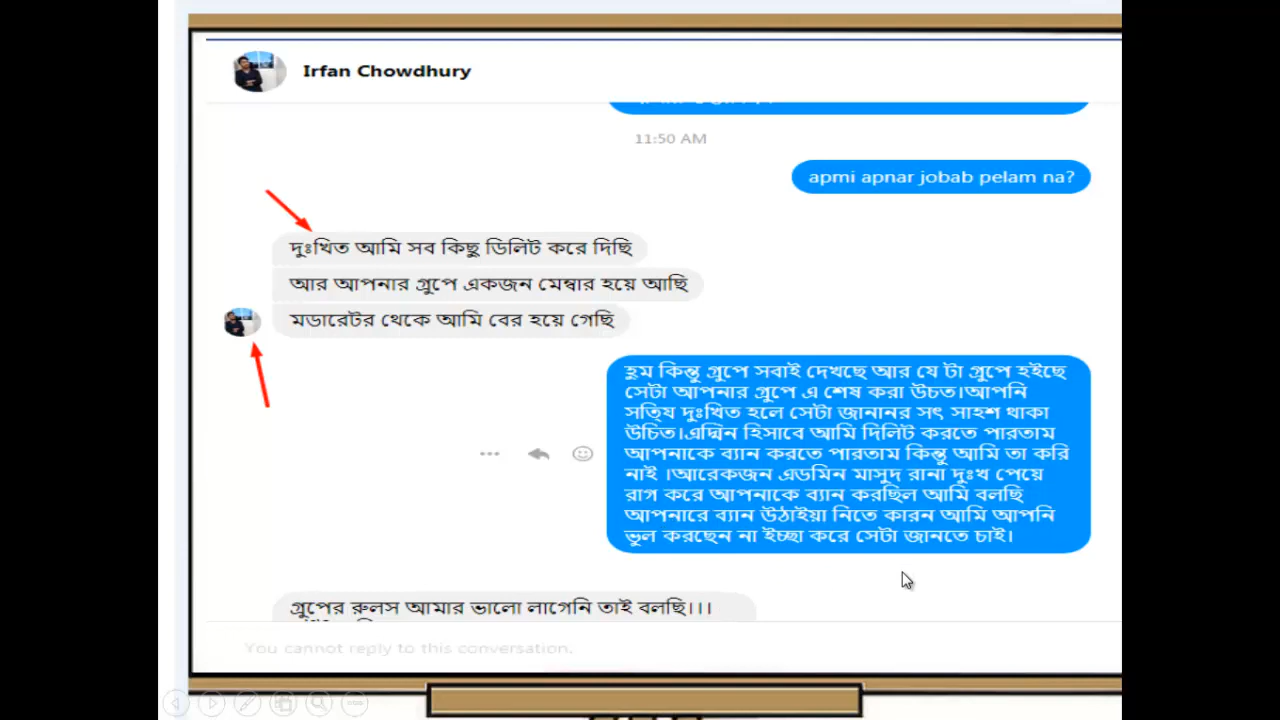 Irfan Chowdhury
11:50 AM
apmi apnar jobab pelam na?
দুঃখিত আমি সব কিছু ডিলিট করে দিছি
আর আপনার গ্রুপে একজন মেম্বার হয়ে আছি
মডারেটর থেকে আমি বের হয়ে গেছি
হুম কিন্তু গ্রুপে সবাই দেখছে আর যে টা গ্রুপে হইছে
সেটা আপনার গ্রুপে এ শেষ করা উচত।আপনি
সত্যি দুঃখিত হলে সেটা জানানর সৎ সাহশ থাকা
উচিত।এদ্মিন হিসাবে আমি দিলিট করতে পারতাম
আপনাকে ব্যান করতে পারতাম কিন্তু আমি তা করি
নাই ।আরেকজন এডমিন মাসুদ রানা দুঃখ পেয়ে
রাগ করে আপনাকে ব্যান করছিল আমি বলছি
আপনারে ব্যান উঠাইয়া নিতে কারন আমি আপনি
ভুল করছেন না ইচ্ছা করে সেটা জানতে চাই।
গ্রুপের রুলস আমার ভালো লাগেনি তাই বলছি।।।
You cannot reply to this conversation.